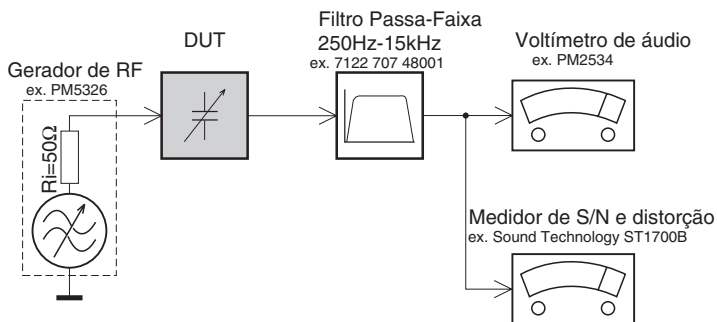 Filtro Passa-Faixa
250Hz-15kHz
ex. 7122 707 48001
DUT
Voltímetro de áudio
ex. PM2534
Gerador de RF
ex. PM5326
Ri=50Ω
Medidor de S/N e distorção
ex. Sound Technology ST1700B